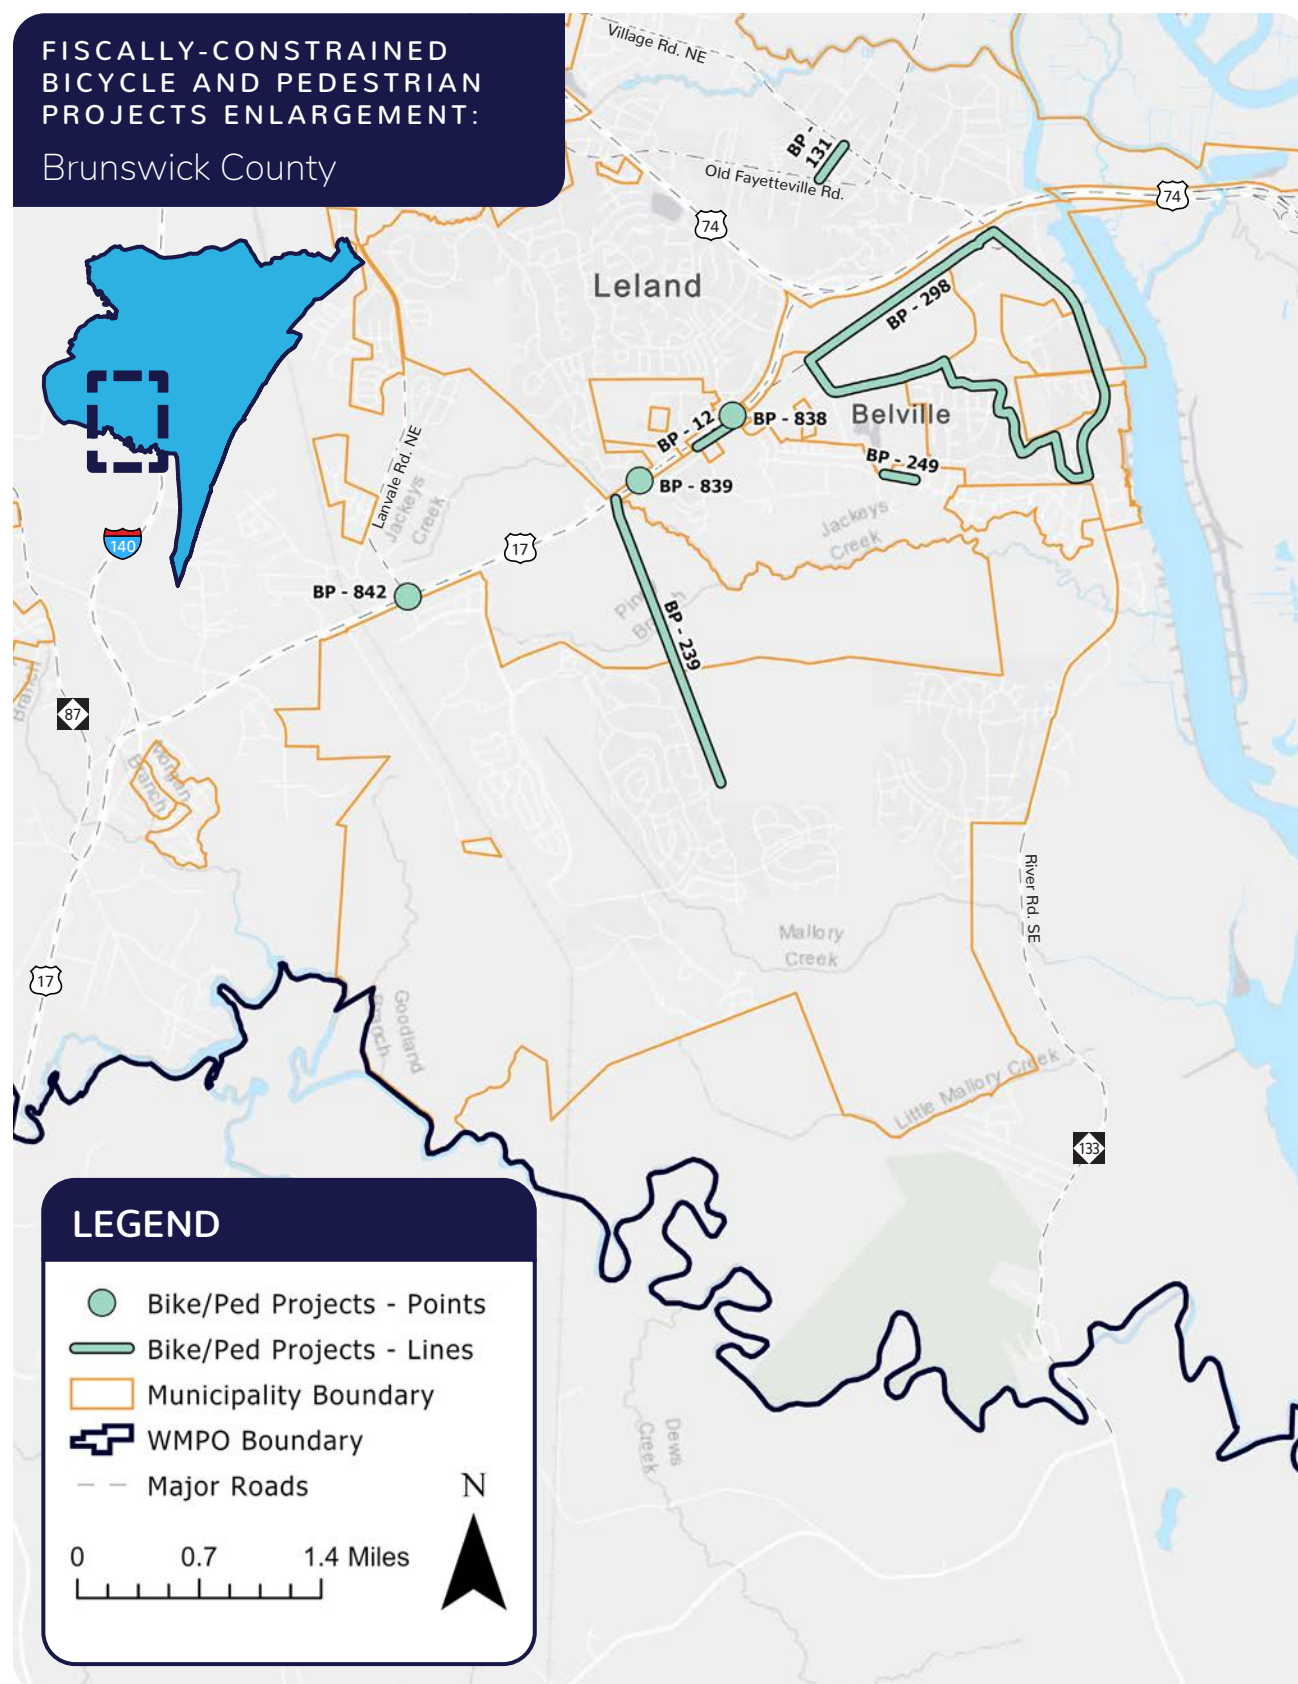 FISCALLY-CONSTRAINED
BICYCLE AND PEDESTRIAN
PROJECTS ENLARGEMENT:
Brunswick County
Village Rd. NE
BP -
131
Old Fayetteville Rd.
74
74
Leland
BP - 298
BP - 12
BP - 838
Belville
BP - 249
BP - 839
Lanvale Rd. NE
Jackeys
Creek
Jackeys
Creek
140
17
BP - 842
BP - 239
Branch
87
Morgan
Branch
River Rd. SE
Mallory
Creek
17
Goodland
Branch
Little Mallory Creek
133
Dews
Creek
LEGEND
Bike/Ped Projects - Points
Bike/Ped Projects - Lines
Municipality Boundary
WMPO Boundary
Major Roads
N
0 0.7 1.4 Miles